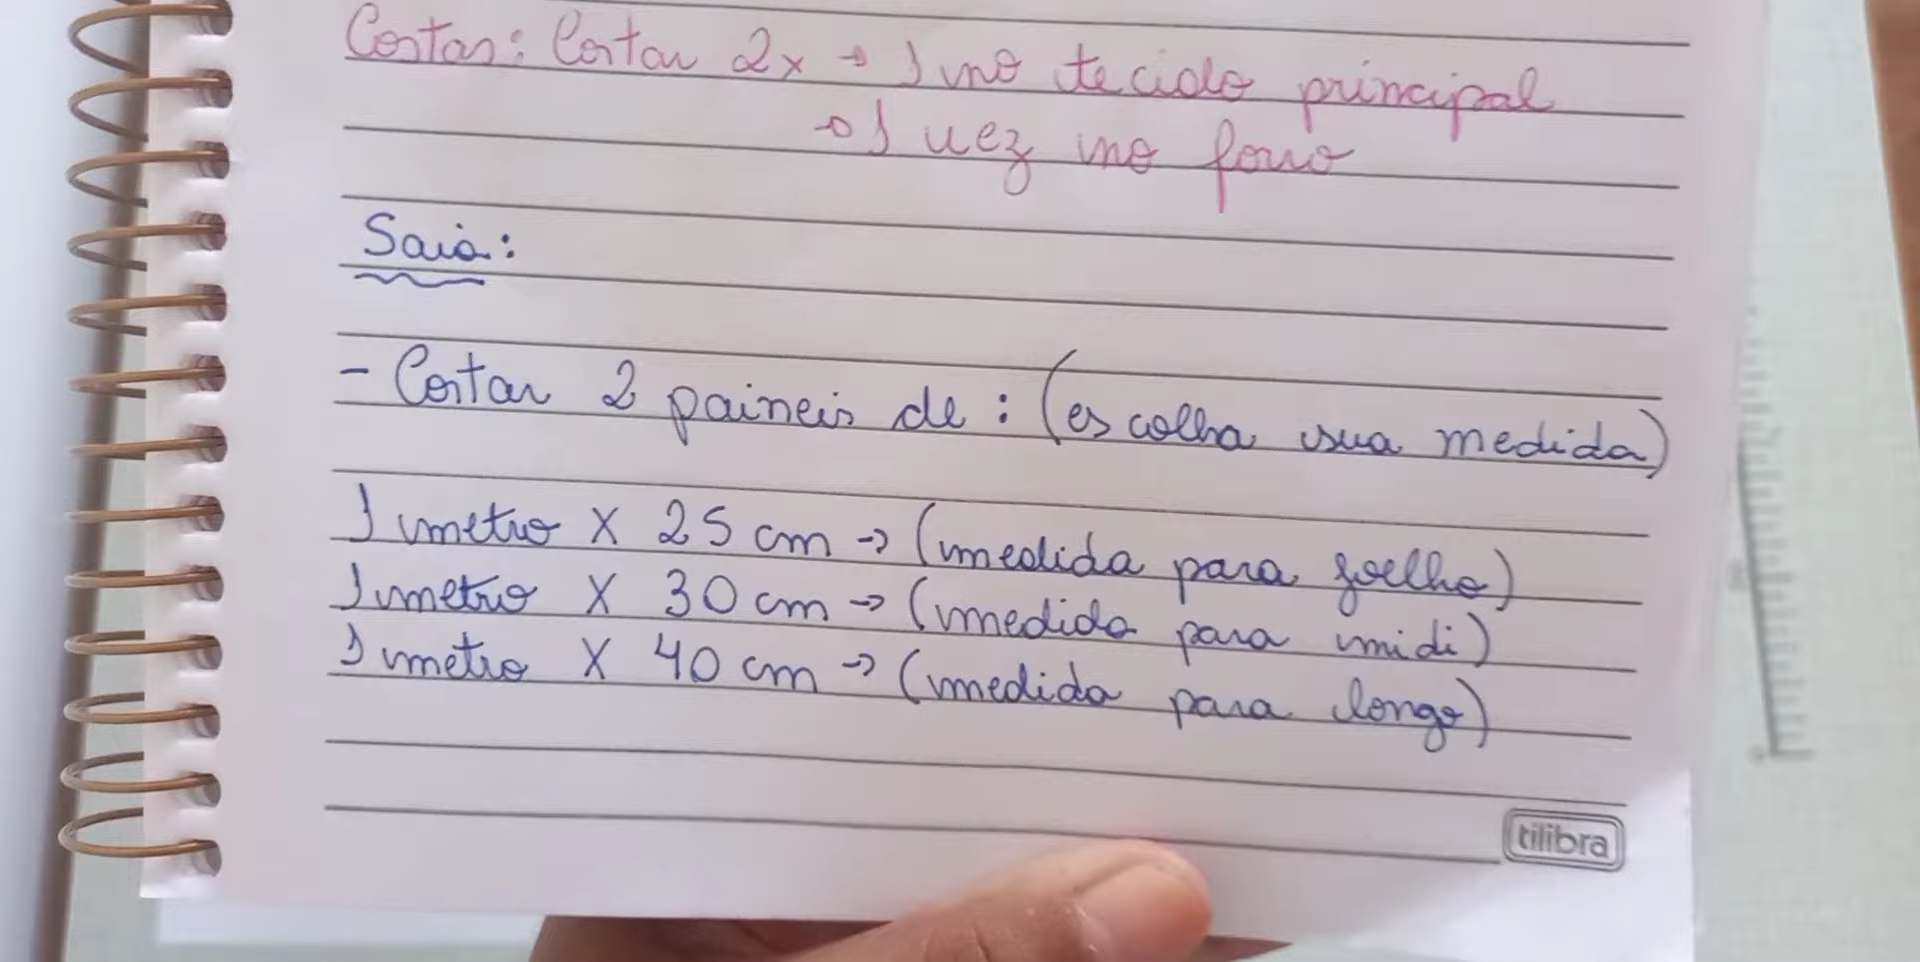 Costas: Cortar 2x → 1 no tecido principal
→ 1 vez no forro
Saia:
- Cortar 2 paineis de : (escolha sua medida)
1 metro X 25 cm → (medida para joelho)
1 metro X 30 cm → (medida para midi)
1 metro X 40 cm → (medida para longo)
tilibra